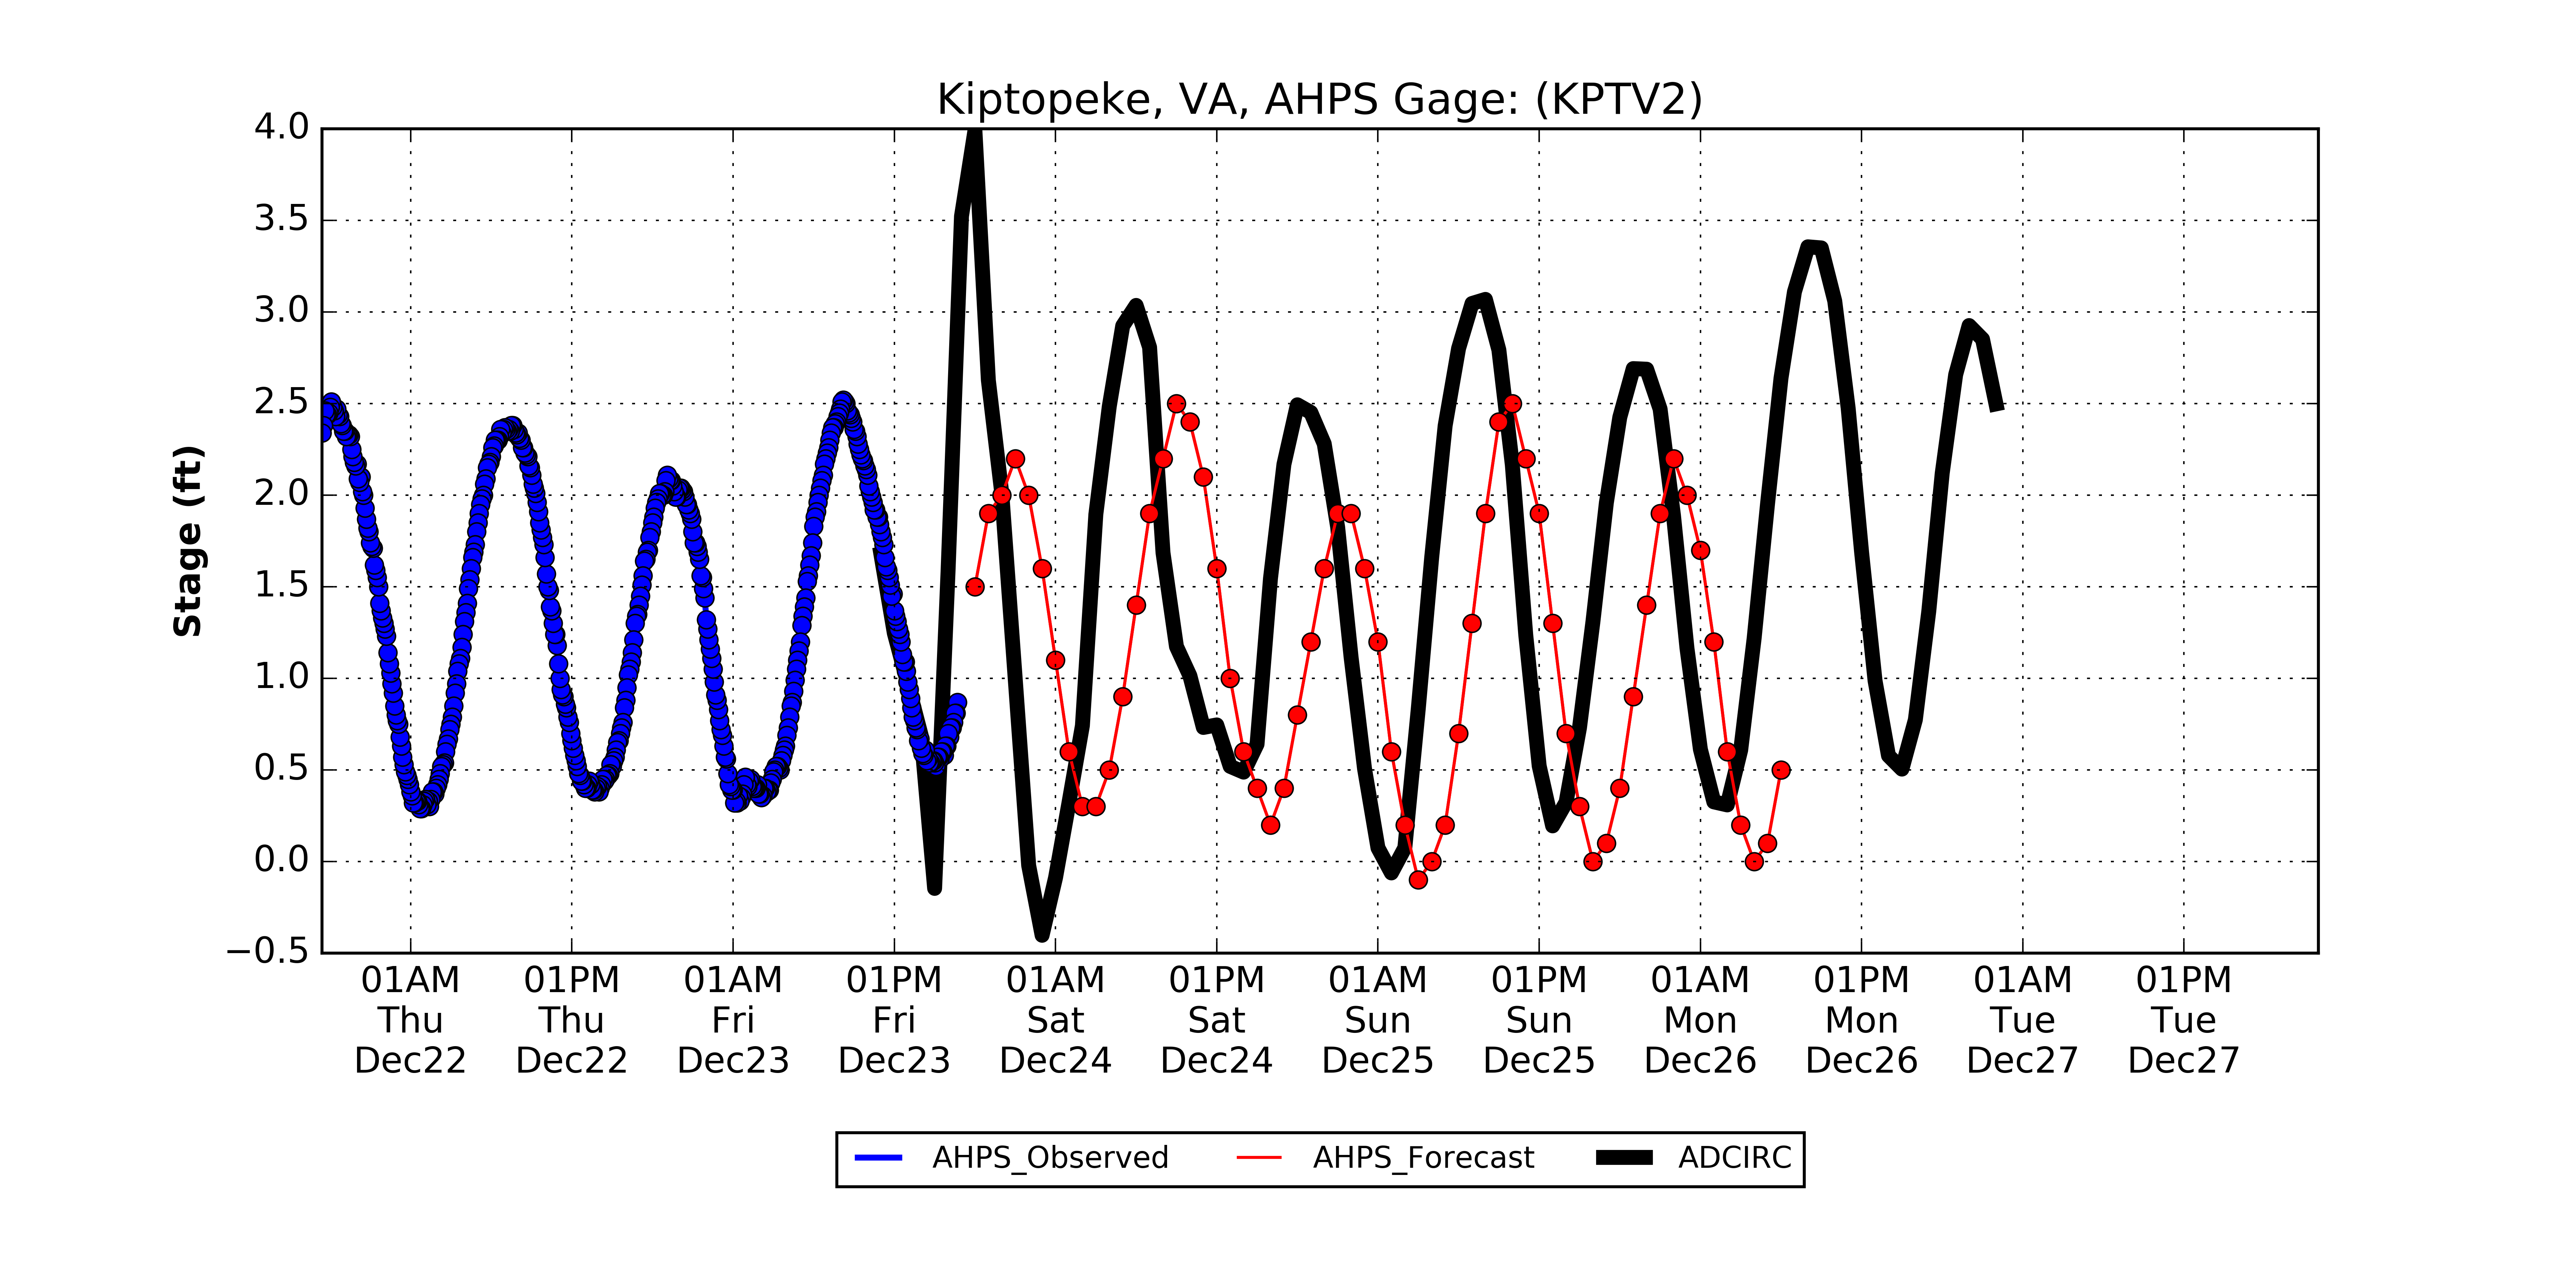 Kiptopeke, VA, AHPS Gage: (KPTV2)
4.0
3.5
3.0
2.5
2.0
1.5
1.0
0.5
0.0
−0.5
Stage (ft)
01AM Thu Dec22
01PM Thu Dec22
01AM Fri Dec23
01PM Fri Dec23
01AM Sat Dec24
01PM Sat Dec24
01AM Sun Dec25
01PM Sun Dec25
01AM Mon Dec26
01PM Mon Dec26
01AM Tue Dec27
01PM Tue Dec27
AHPS_Observed AHPS_Forecast ADCIRC